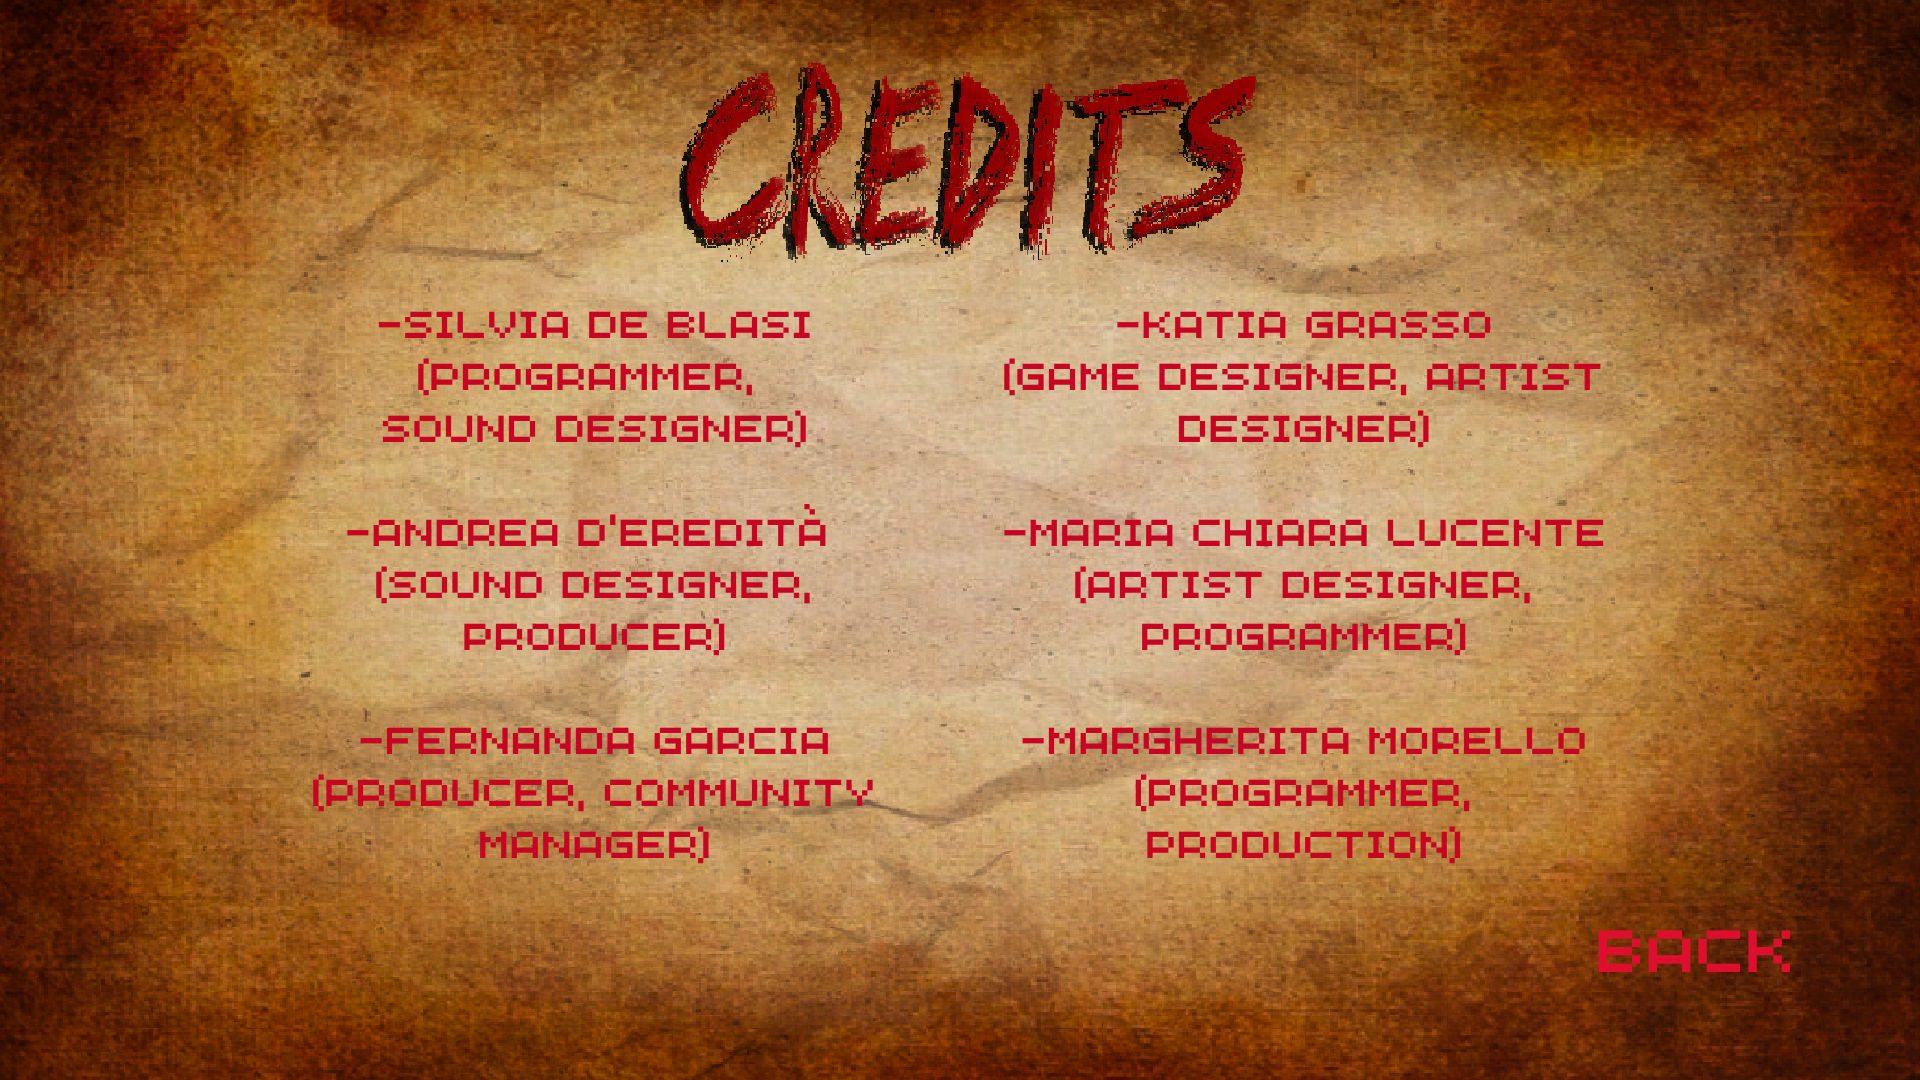 CREDITS
-SILVIA DE BLASI
(PROGRAMMER,
SOUND DESIGNER)
-ANDREA D'EREDITÀ
(SOUND DESIGNER,
PRODUCER)
-FERNANDA GARCIA
(PRODUCER, COMMUNITY
MANAGER)
-KATIA GRASSO
(GAME DESIGNER, ARTIST
DESIGNER)
-MARIA CHIARA LUCENTE
(ARTIST DESIGNER,
PROGRAMMER)
-MARGHERITA MORELLO
(PROGRAMMER,
PRODUCTION)
BACK